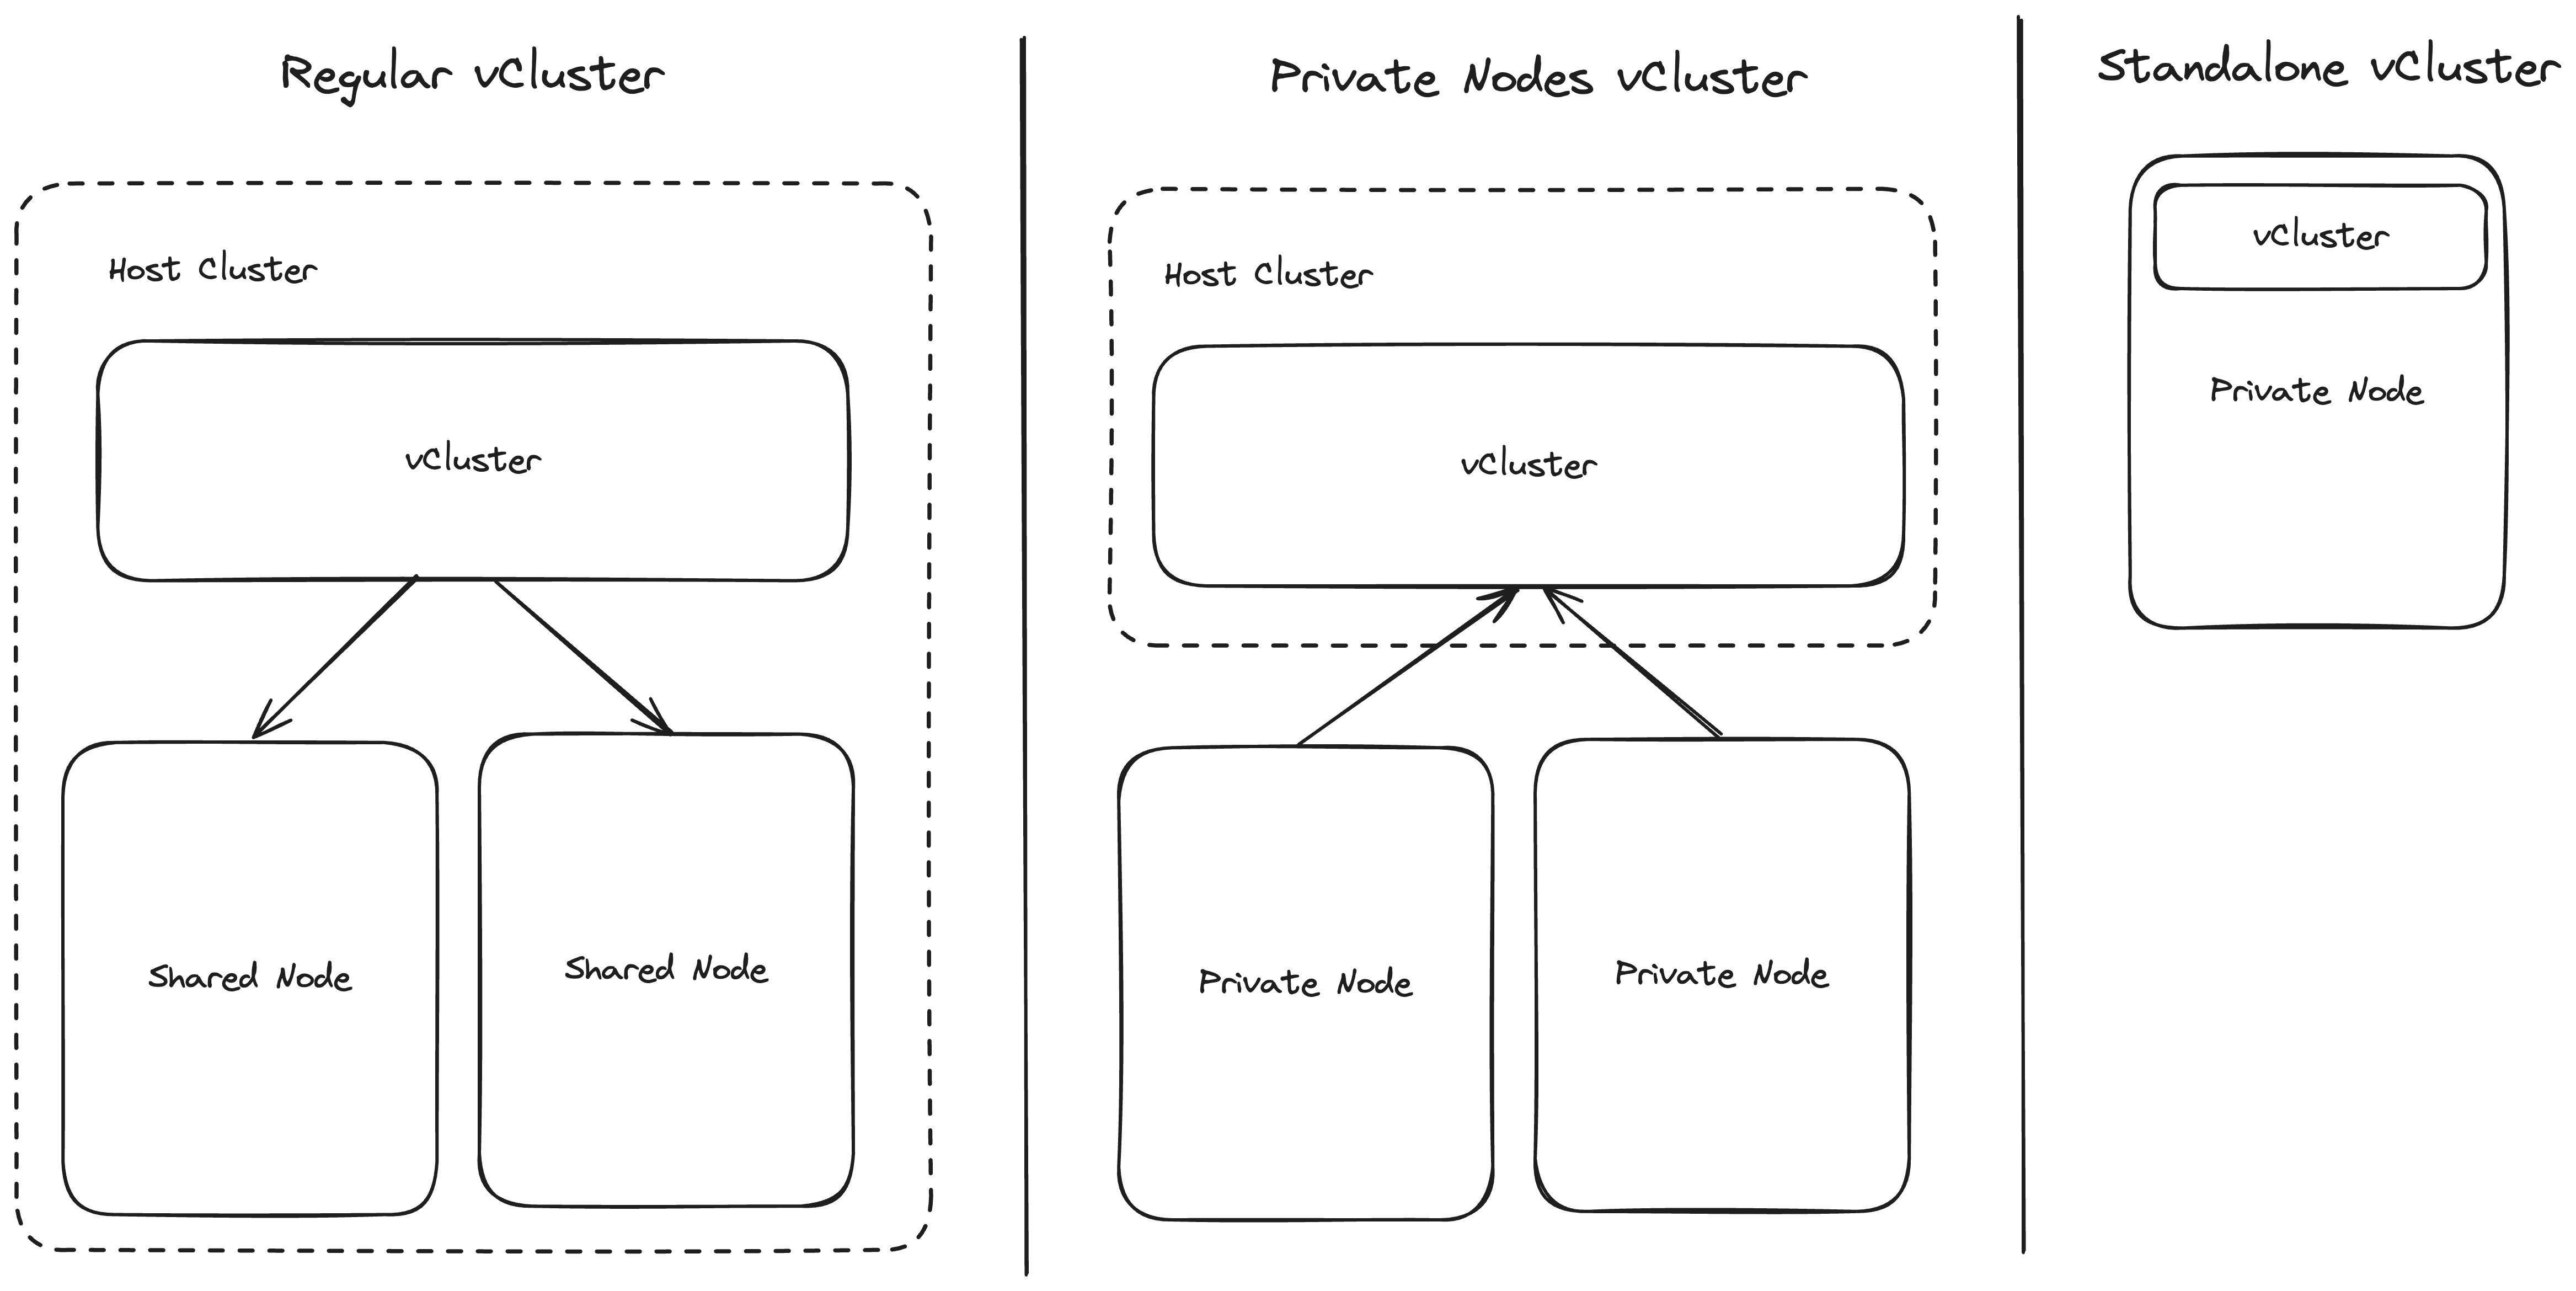 Regular vCluster
Host Cluster
vCluster
Shared Node
Shared Node
Private Nodes vCluster
Host Cluster
vCluster
Private Node
Private Node
Standalone vCluster
vCluster
Private Node